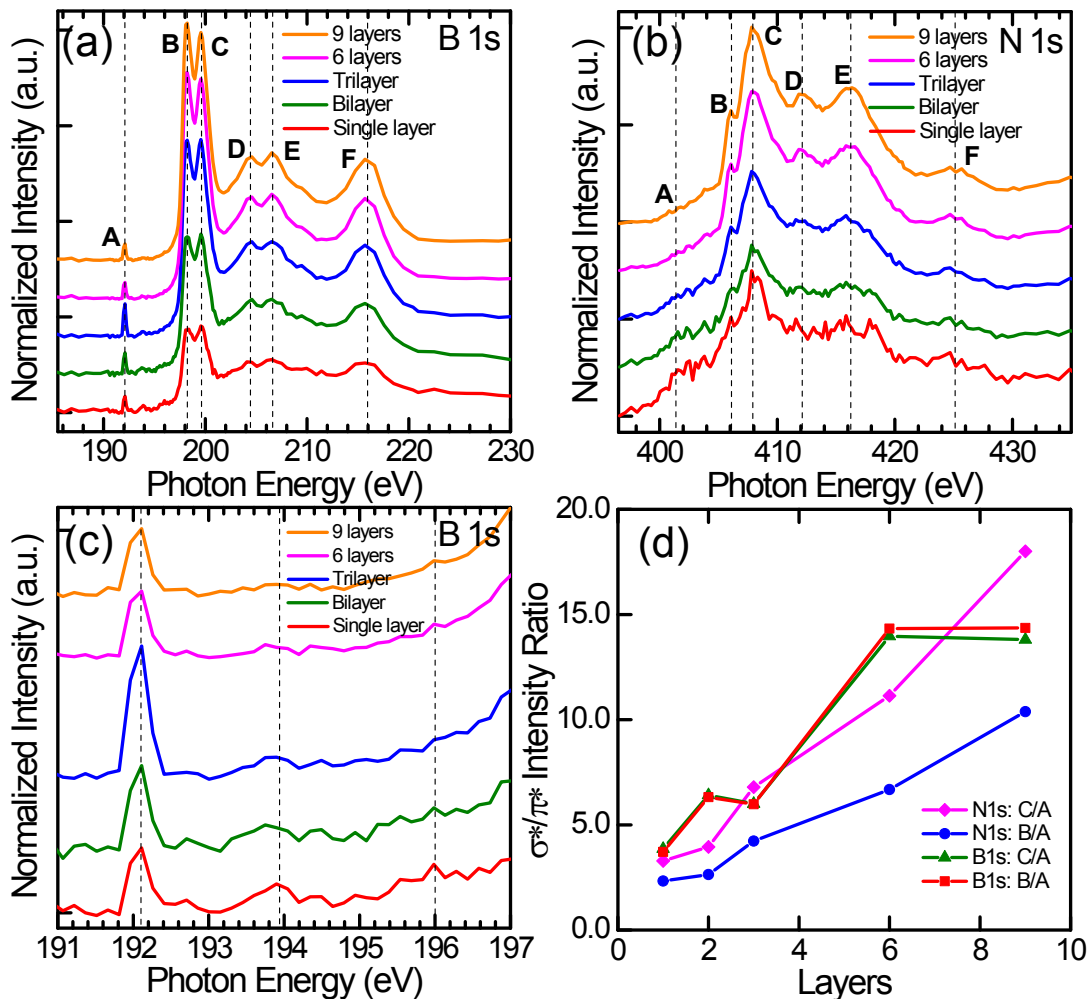 (a)
B 1s
9 layers
6 layers
Trilayer
Bilayer
Single layer
A
B
C
D
E
F
Normalized Intensity (a.u.)
190 200 210 220 230
Photon Energy (eV)
(b)
N 1s
9 layers
6 layers
Trilayer
Bilayer
Single layer
A
B
C
D
E
F
Normalized Intensity (a.u.)
400 410 420 430
Photon Energy (eV)
(c)
B 1s
9 layers
6 layers
Trilayer
Bilayer
Single layer
Normalized Intensity (a.u.)
191 192 193 194 195 196 197
Photon Energy (eV)
(d)
σ*/π* Intensity Ratio
20.0
15.0
10.0
5.0
0.0
N1s: C/A
N1s: B/A
B1s: C/A
B1s: B/A
0 2 4 6 8 10
Layers